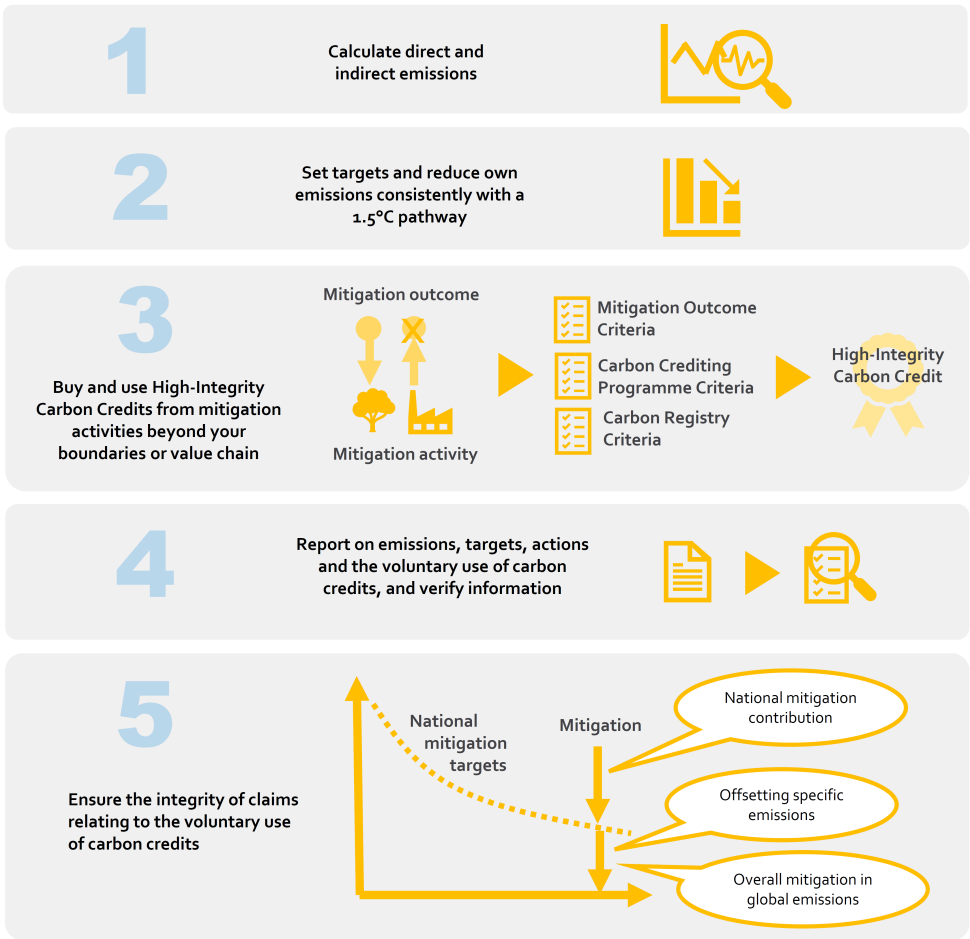 1
Calculate direct and
indirect emissions
2
Set targets and reduce own
emissions consistently with a
1.5°C pathway
3
Buy and use High-Integrity
Carbon Credits from mitigation
activities beyond your
boundaries or value chain
Mitigation outcome
Mitigation activity
Mitigation Outcome
Criteria
Carbon Crediting
Programme Criteria
Carbon Registry
Criteria
High-Integrity
Carbon Credit
4
Report on emissions, targets, actions
and the voluntary use of carbon
credits, and verify information
5
Ensure the integrity of claims
relating to the voluntary use
of carbon credits
National
mitigation
targets
Mitigation
National mitigation
contribution
Offsetting specific
emissions
Overall mitigation in
global emissions